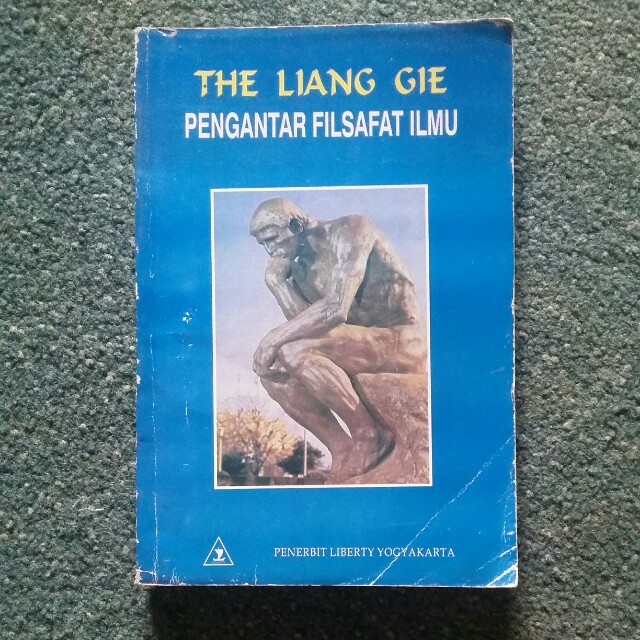 THE LIANG GIE
PENGANTAR FILSAFAT ILMU
PENERBIT LIBERTY YOGYAKARTA